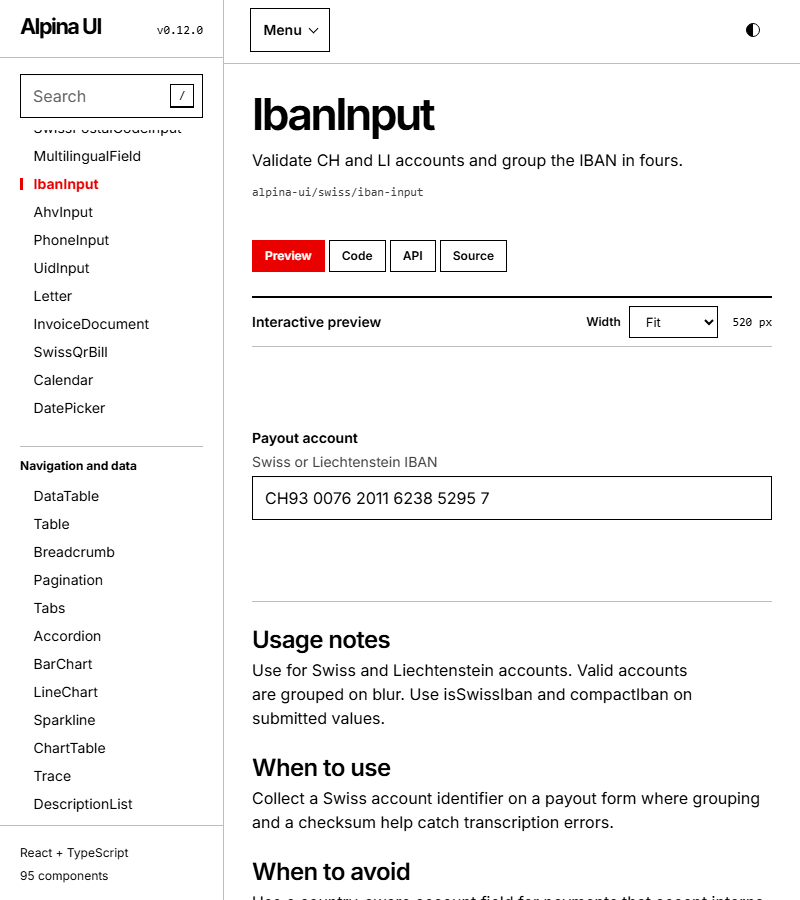 Alpina UI
v0.12.0
Search
/
SwissPostalCodeInput
MultilingualField
IbanInput
AhvInput
PhoneInput
UidInput
Letter
InvoiceDocument
SwissQrBill
Calendar
DatePicker
Navigation and data
DataTable
Table
Breadcrumb
Pagination
Tabs
Accordion
BarChart
LineChart
Sparkline
ChartTable
Trace
DescriptionList
React + TypeScript
95 components
Menu
IbanInput
Validate CH and LI accounts and group the IBAN in fours.
alpina-ui/swiss/iban-input
Preview
Code
API
Source
Interactive preview
Width
Fit
520 px
Payout account
Swiss or Liechtenstein IBAN
CH93 0076 2011 6238 5295 7
Usage notes
Use for Swiss and Liechtenstein accounts. Valid accounts
are grouped on blur. Use isSwissIban and compactIban on
submitted values.
When to use
Collect a Swiss account identifier on a payout form where grouping
and a checksum help catch transcription errors.
When to avoid